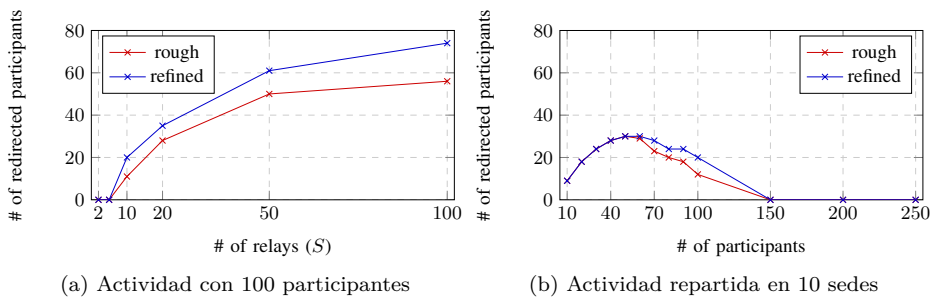 # of redirected participants
80
60
40
20
0
rough
refined
2 10 20 50 100
# of relays (S)
(a) Actividad con 100 participantes
# of redirected participants
80
60
40
20
0
rough
refined
10 40 70 100 150 200 250
# of participants
(b) Actividad repartida en 10 sedes